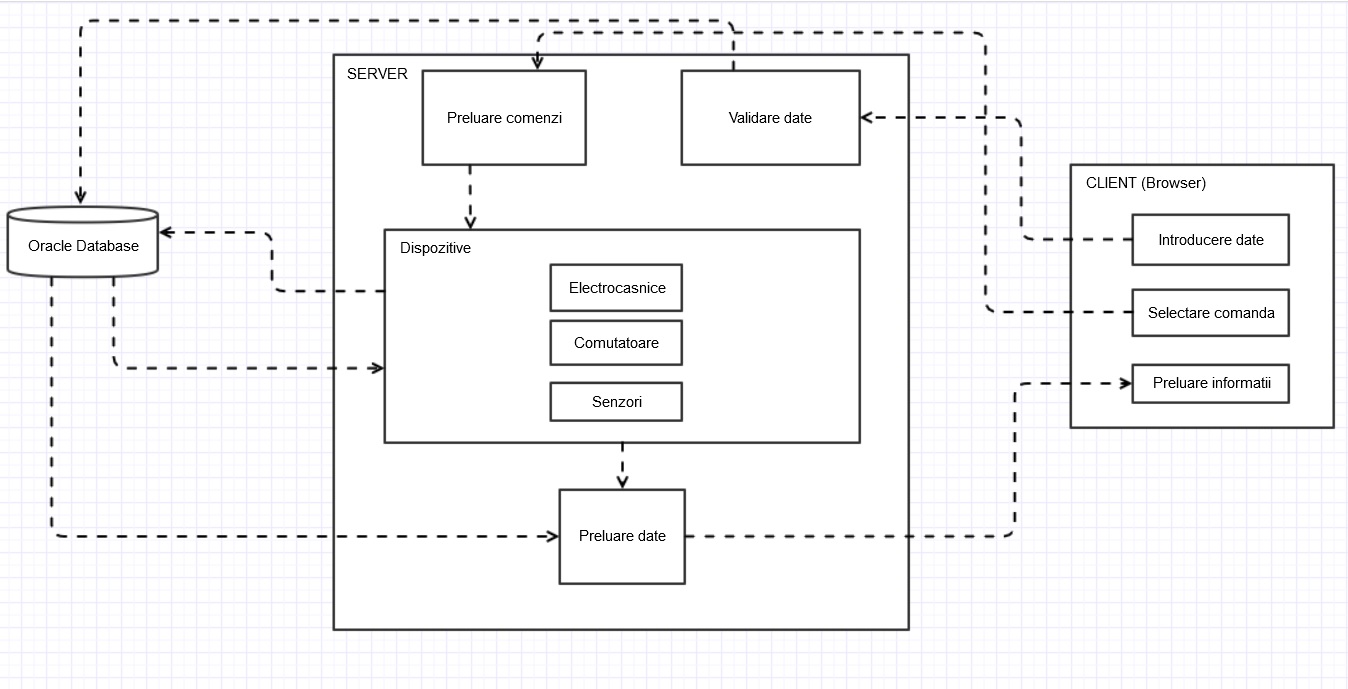 SERVER
Preluare comenzi
Validare date
CLIENT (Browser)
Introducere date
Selectare comanda
Preluare informatii
Oracle Database
Dispozitive
Electrocasnice
Comutatoare
Senzori
Preluare date